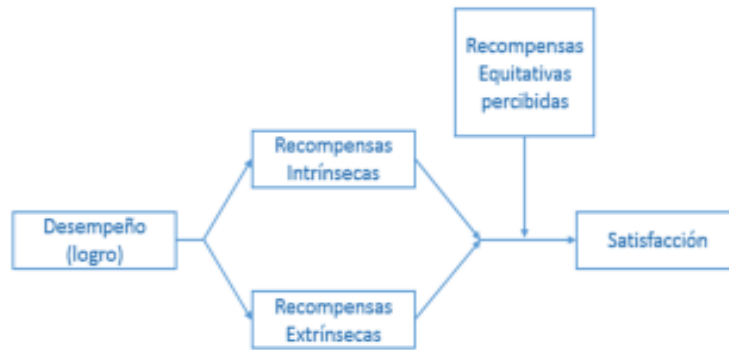 Recompensas
Equitativas
percibidas
Recompensas
Intrínsecas
Desempeño
(logro)
Satisfacción
Recompensas
Extrínsecas